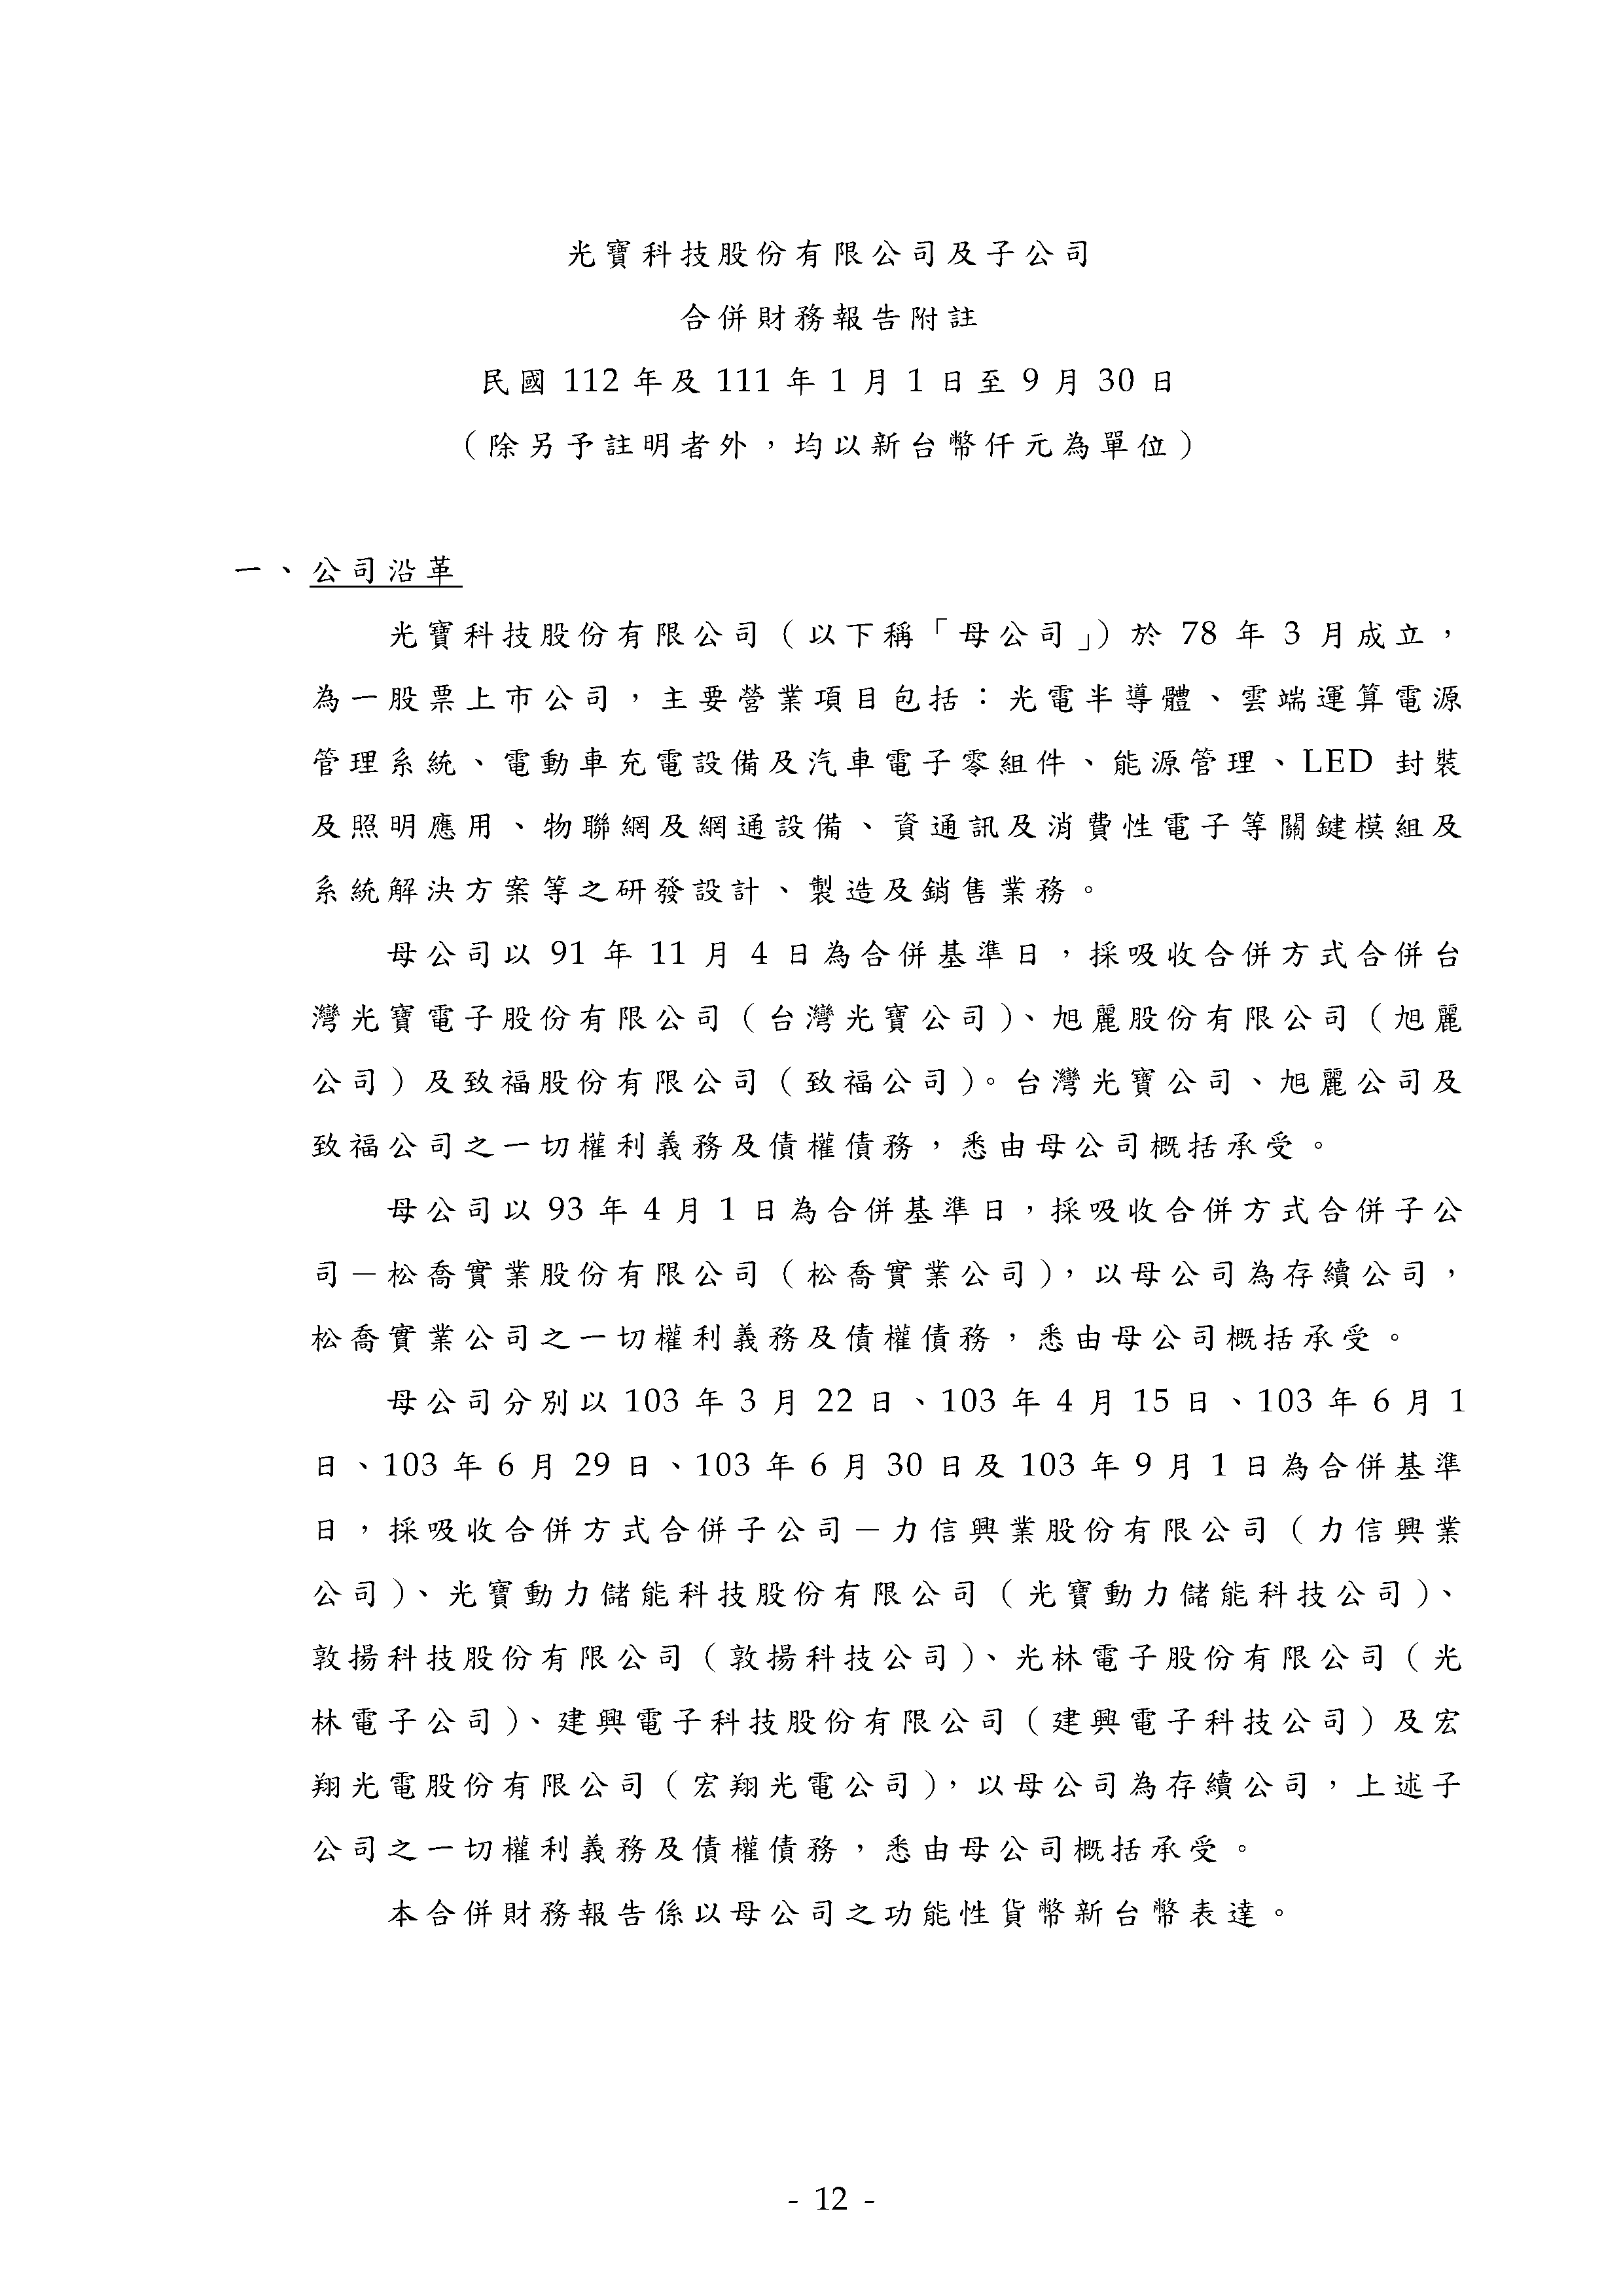 光寶科技股份有限公司及子公司
合併財務報告附註
民國 112 年及 111 年 1 月 1 日至 9 月 30 日
（除另予註明者外，均以新台幣仟元為單位）
一、公司沿革
光寶科技股份有限公司（以下稱「母公司」）於 78 年 3 月成立，
為一股票上市公司，主要營業項目包括：光電半導體、雲端運算電源
管理系統、電動車充電設備及汽車電子零組件、能源管理、LED 封裝
及照明應用、物聯網及網通設備、資通訊及消費性電子等關鍵模組及
系統解決方案等之研發設計、製造及銷售業務。
母公司以 91 年 11 月 4 日為合併基準日，採吸收合併方式合併台
灣光寶電子股份有限公司（台灣光寶公司）、旭麗股份有限公司（旭麗
公司）及致福股份有限公司（致福公司）。台灣光寶公司、旭麗公司及
致福公司之一切權利義務及債權債務，悉由母公司概括承受。
母公司以 93 年 4 月 1 日為合併基準日，採吸收合併方式合併子公
司－松喬實業股份有限公司（松喬實業公司），以母公司為存續公司，
松喬實業公司之一切權利義務及債權債務，悉由母公司概括承受。
母公司分別以 103 年 3 月 22 日、103 年 4 月 15 日、103 年 6 月 1
日、103 年 6 月 29 日、103 年 6 月 30 日及 103 年 9 月 1 日為合併基準
日，採吸收合併方式合併子公司－力信興業股份有限公司（力信興業
公司）、光寶動力儲能科技股份有限公司（光寶動力儲能科技公司）、
敦揚科技股份有限公司（敦揚科技公司）、光林電子股份有限公司（光
林電子公司）、建興電子科技股份有限公司（建興電子科技公司）及宏
翔光電股份有限公司（宏翔光電公司），以母公司為存續公司，上述子
公司之一切權利義務及債權債務，悉由母公司概括承受。
本合併財務報告係以母公司之功能性貨幣新台幣表達。
- 12 -